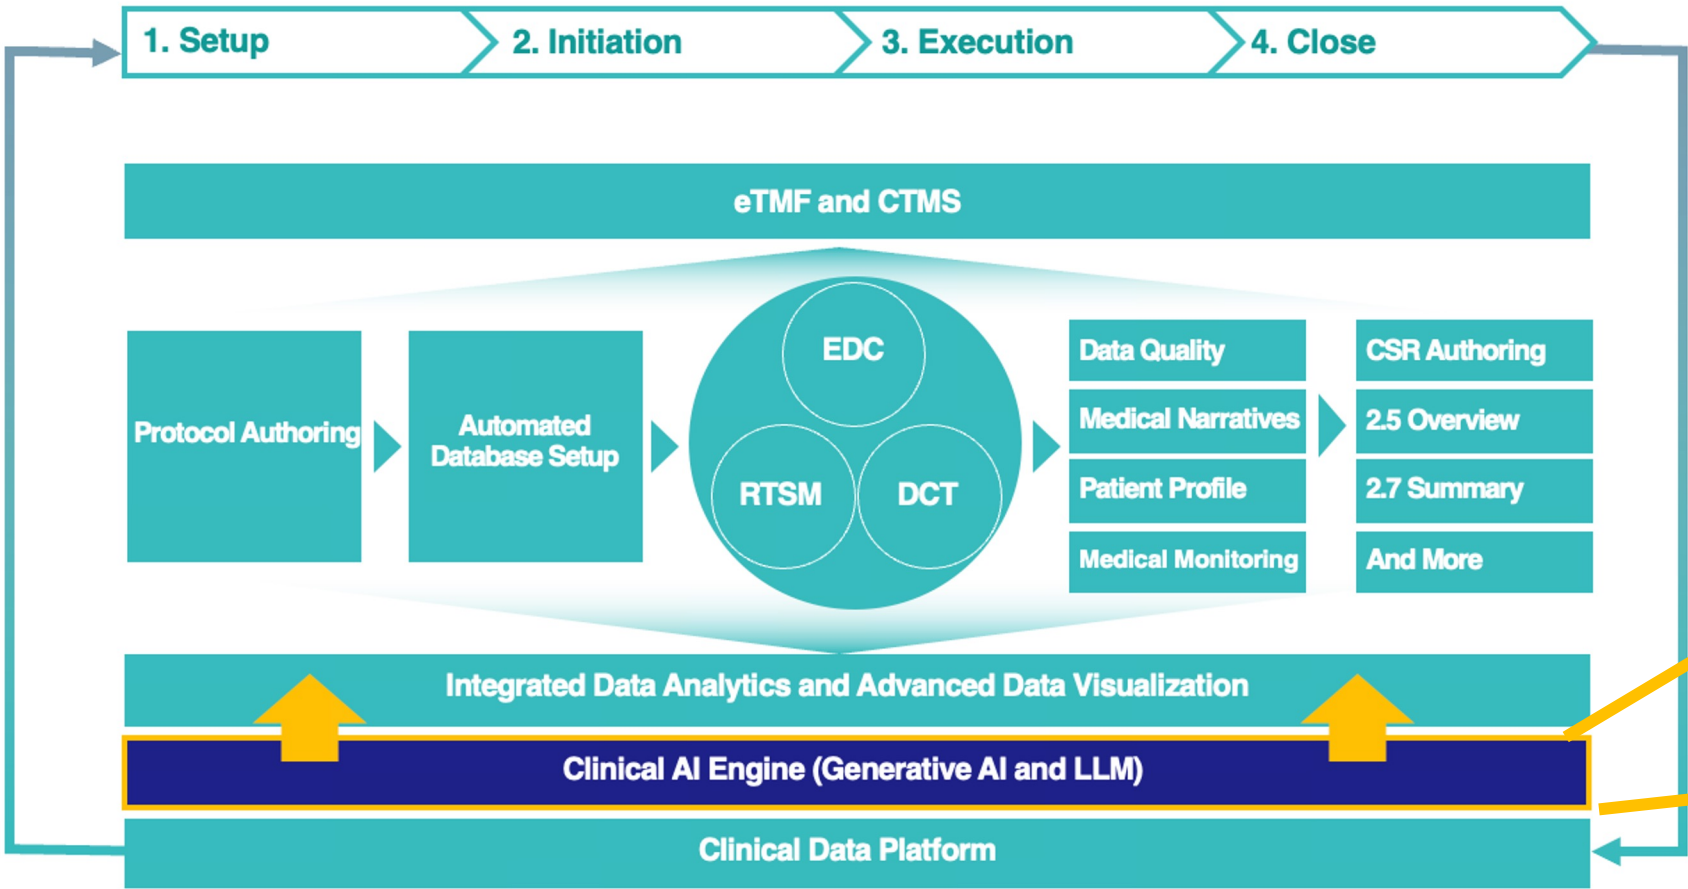 1. Setup
2. Initiation
3. Execution
4. Close
eTMF and CTMS
Protocol Authoring
Automated
Database Setup
EDC
RTSM
DCT
Data Quality
Medical Narratives
Patient Profile
Medical Monitoring
CSR Authoring
2.5 Overview
2.7 Summary
And More
Integrated Data Analytics and Advanced Data Visualization
Clinical AI Engine (Generative AI and LLM)
Clinical Data Platform